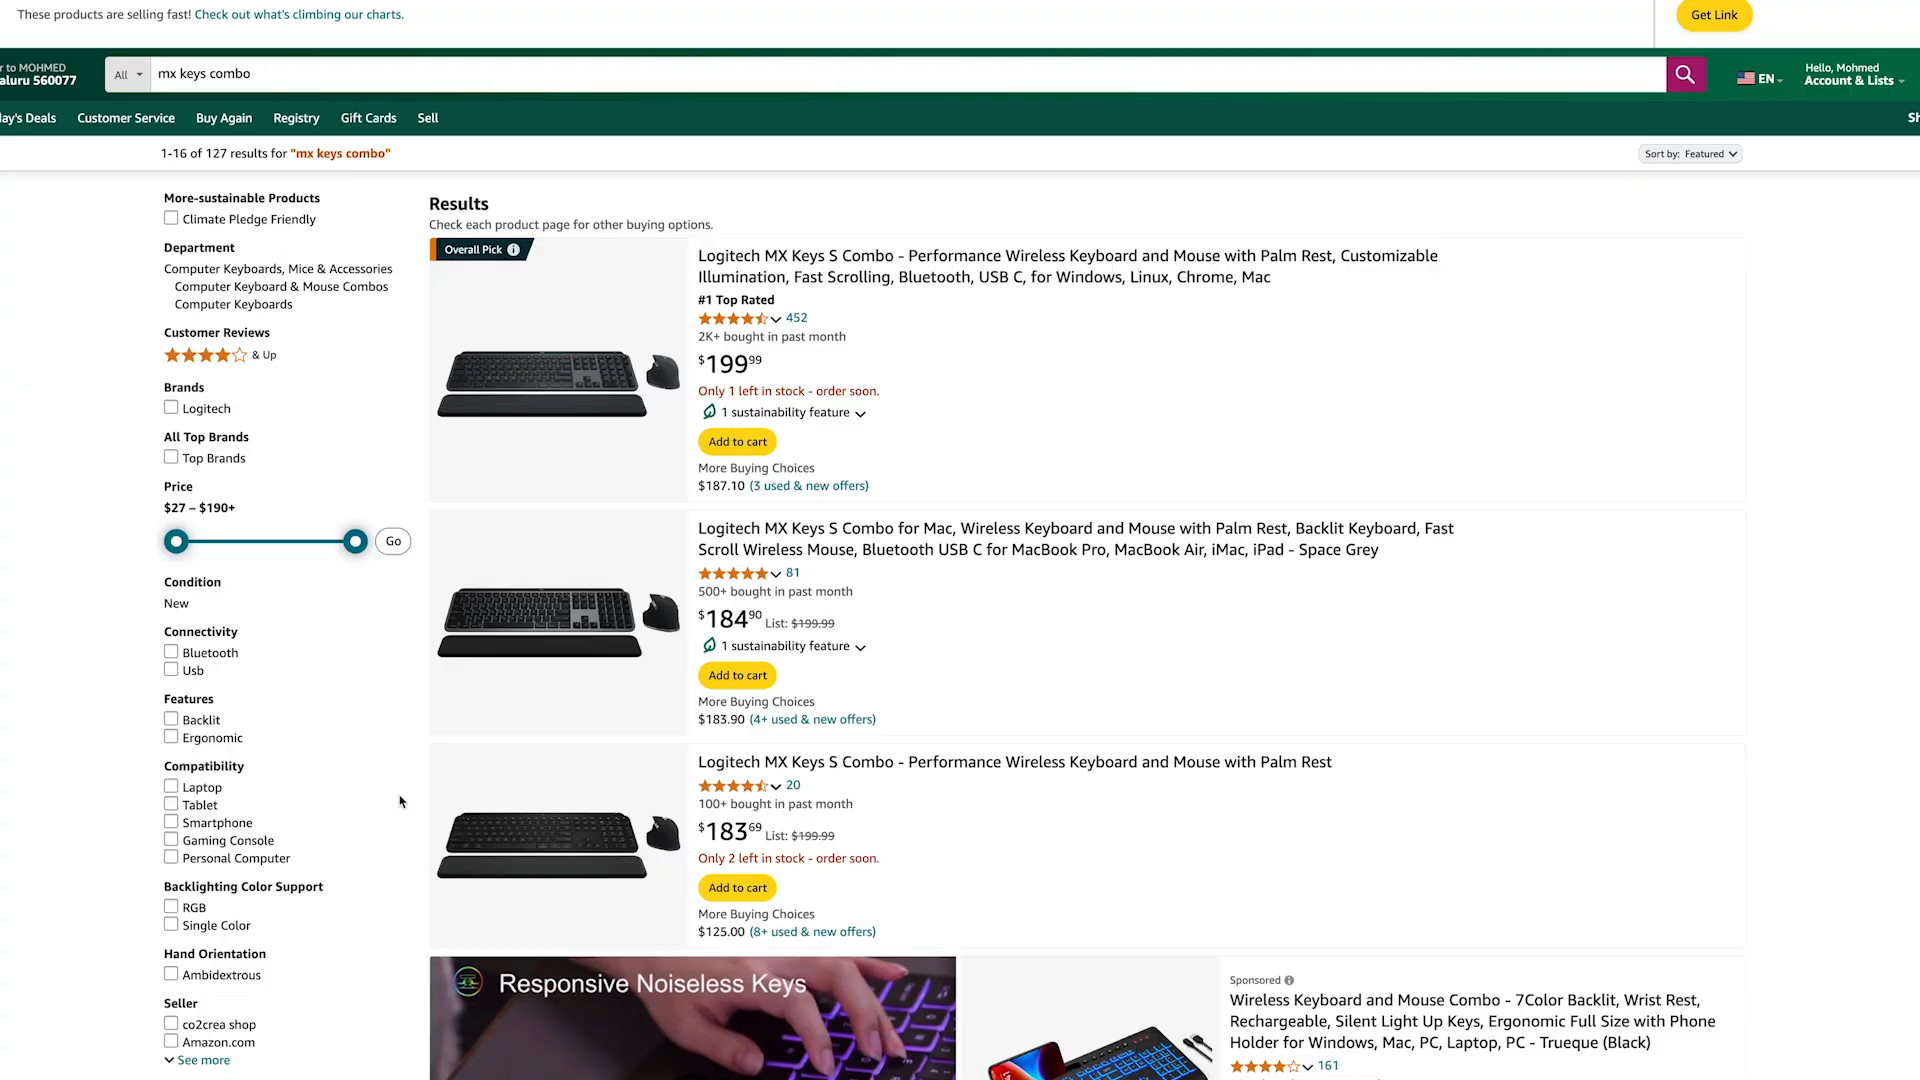 These products are selling fast! Check out what's climbing our charts.
Get Link
r to MOHMED
aluru 560077
All
mx keys combo
EN
Hello, Mohmed
Account & Lists
ay's Deals
Customer Service
Buy Again
Registry
Gift Cards
Sell
Sh
1-16 of 127 results for "mx keys combo"
Sort by: Featured
More-sustainable Products
Climate Pledge Friendly
Department
Computer Keyboards, Mice & Accessories
Computer Keyboard & Mouse Combos
Computer Keyboards
Customer Reviews
& Up
Brands
Logitech
All Top Brands
Top Brands
Price
$27 – $190+
Go
Condition
New
Connectivity
Bluetooth
Usb
Features
Backlit
Ergonomic
Compatibility
Laptop
Tablet
Smartphone
Gaming Console
Personal Computer
Backlighting Color Support
RGB
Single Color
Hand Orientation
Ambidextrous
Seller
co2crea shop
Amazon.com
See more
Results
Check each product page for other buying options.
Overall Pick
Logitech MX Keys S Combo - Performance Wireless Keyboard and Mouse with Palm Rest, Customizable
Illumination, Fast Scrolling, Bluetooth, USB C, for Windows, Linux, Chrome, Mac
#1 Top Rated
452
2K+ bought in past month
$199.99
Only 1 left in stock - order soon.
1 sustainability feature
Add to cart
More Buying Choices
$187.10 (3 used & new offers)
Logitech MX Keys S Combo for Mac, Wireless Keyboard and Mouse with Palm Rest, Backlit Keyboard, Fast
Scroll Wireless Mouse, Bluetooth USB C for MacBook Pro, MacBook Air, iMac, iPad - Space Grey
81
500+ bought in past month
$184.90 List: $199.99
1 sustainability feature
Add to cart
More Buying Choices
$183.90 (4+ used & new offers)
Logitech MX Keys S Combo - Performance Wireless Keyboard and Mouse with Palm Rest
20
100+ bought in past month
$183.69 List: $199.99
Only 2 left in stock - order soon.
Add to cart
More Buying Choices
$125.00 (8+ used & new offers)
Responsive Noiseless Keys
Sponsored
Wireless Keyboard and Mouse Combo - 7Color Backlit, Wrist Rest,
Rechargeable, Silent Light Up Keys, Ergonomic Full Size with Phone
Holder for Windows, Mac, PC, Laptop, PC - Trueque (Black)
161